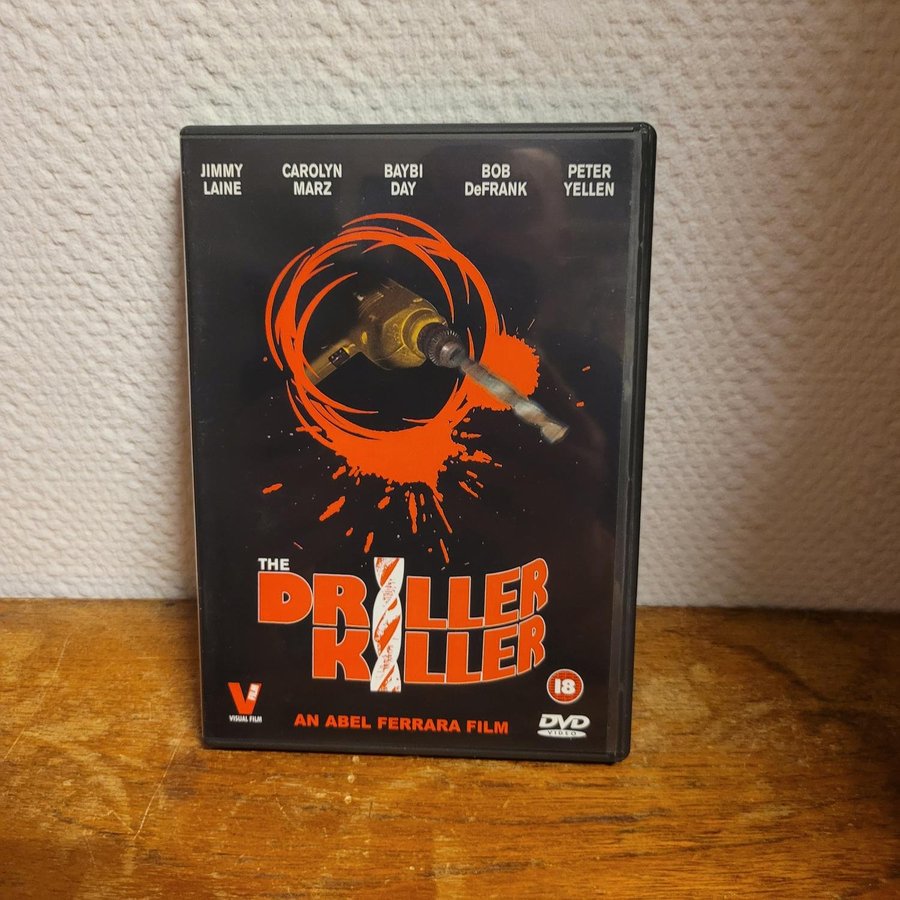 JIMMY LAINE
CAROLYN MARZ
BAYBI DAY
BOB DeFRANK
PETER YELLEN
THE
DRILLER
KILLER
18
V FILM
VISUAL FILM
AN ABEL FERRARA FILM
DVD
VIDEO